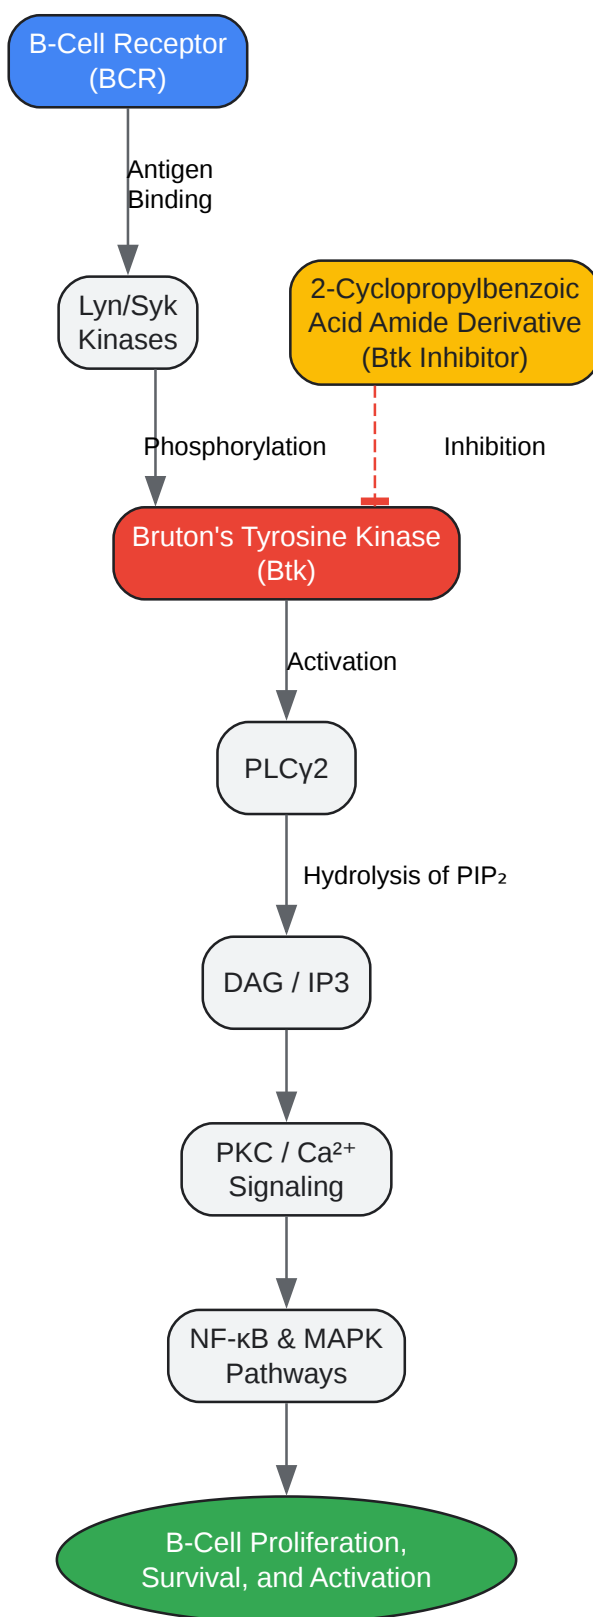 B-Cell Receptor
(BCR)
Antigen
Binding
Lyn/Syk
Kinases
2-Cyclopropylbenzoic
Acid Amide Derivative
(Btk Inhibitor)
Phosphorylation
Inhibition
Bruton's Tyrosine Kinase
(Btk)
Activation
PLCγ2
Hydrolysis of PIP₂
DAG / IP3
PKC / Ca²⁺
Signaling
NF-κB & MAPK
Pathways
B-Cell Proliferation,
Survival, and Activation